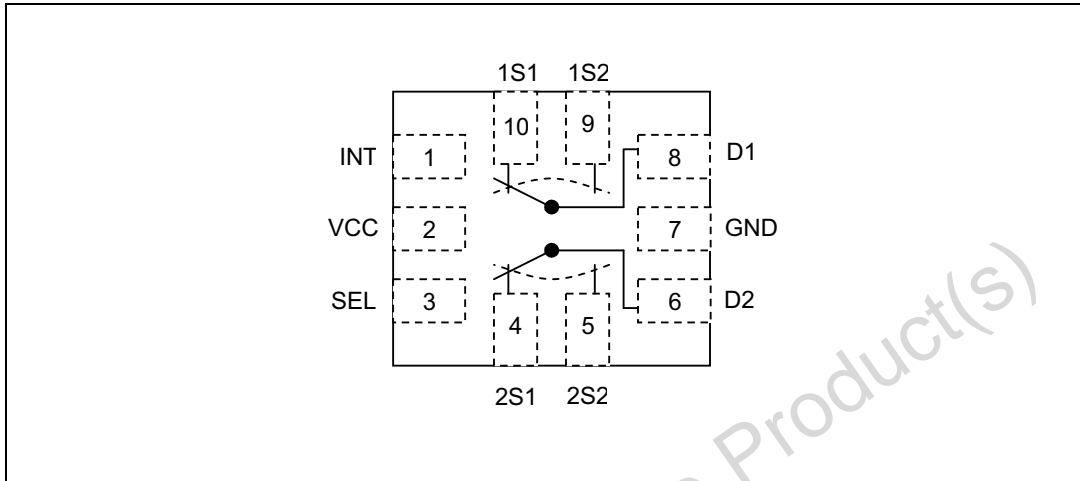 1S1 1S2
10 9
INT 1 8 D1
VCC 2 7 GND
SEL 3 6 D2
4 5
2S1 2S2
Product(s)